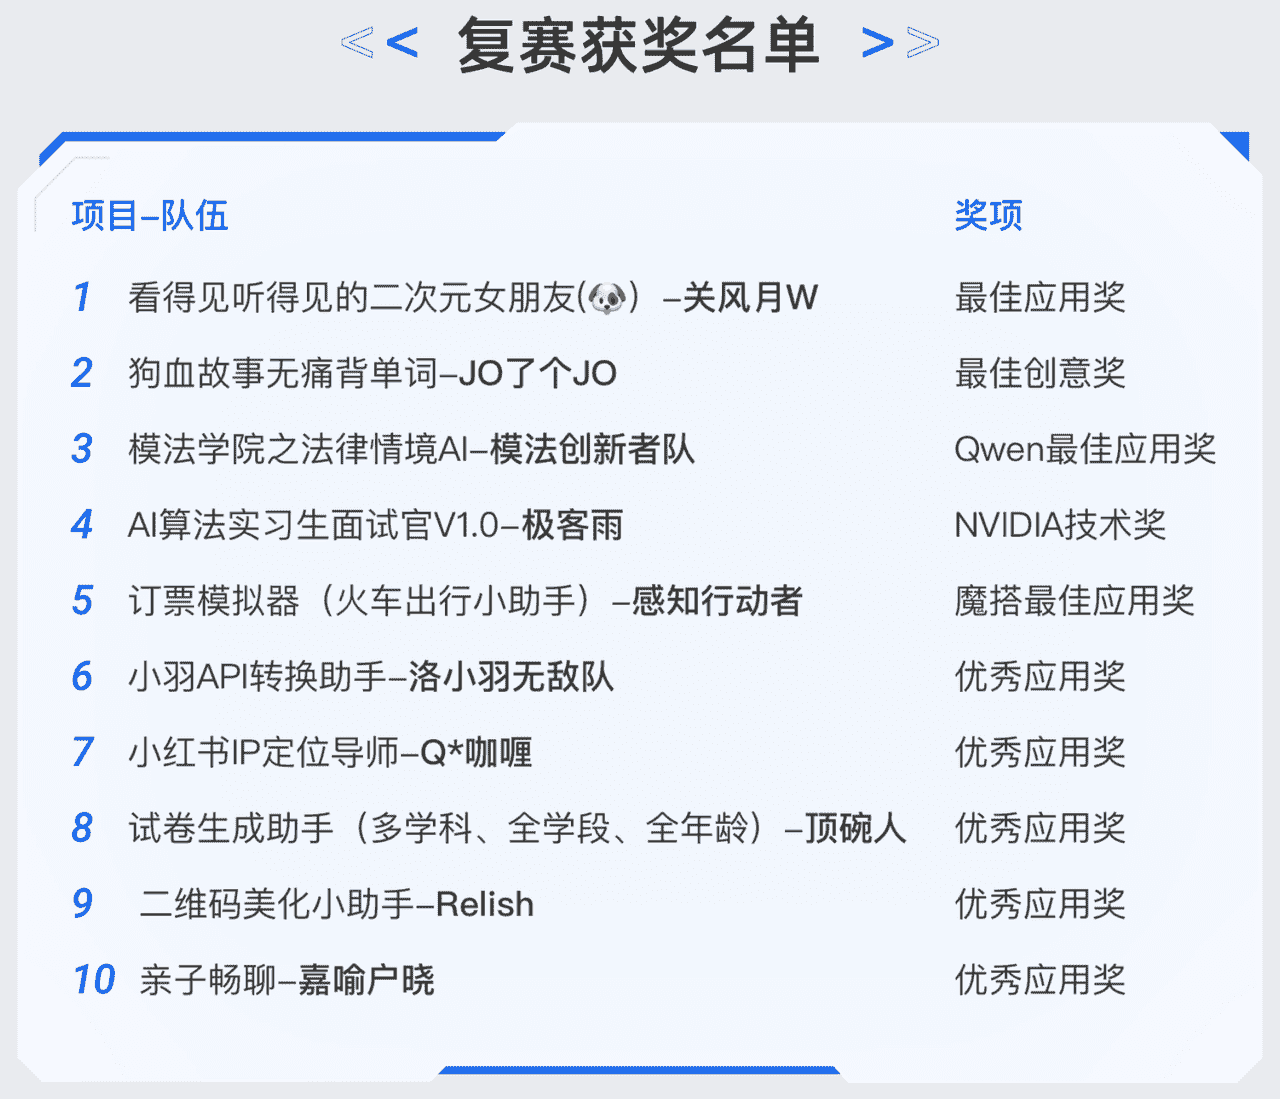 复赛获奖名单
项目-队伍 奖项
1 看得见听得见的二次元女朋友(🐶）-关风月W 最佳应用奖
2 狗血故事无痛背单词-JO了个JO 最佳创意奖
3 模法学院之法律情境AI-模法创新者队 Qwen最佳应用奖
4 AI算法实习生面试官V1.0-极客雨 NVIDIA技术奖
5 订票模拟器（火车出行小助手）-感知行动者 魔搭最佳应用奖
6 小羽API转换助手-洛小羽无敌队 优秀应用奖
7 小红书IP定位导师-Q*咖喱 优秀应用奖
8 试卷生成助手（多学科、全学段、全年龄）-顶碗人 优秀应用奖
9 二维码美化小助手-Relish 优秀应用奖
10 亲子畅聊-嘉喻户晓 优秀应用奖